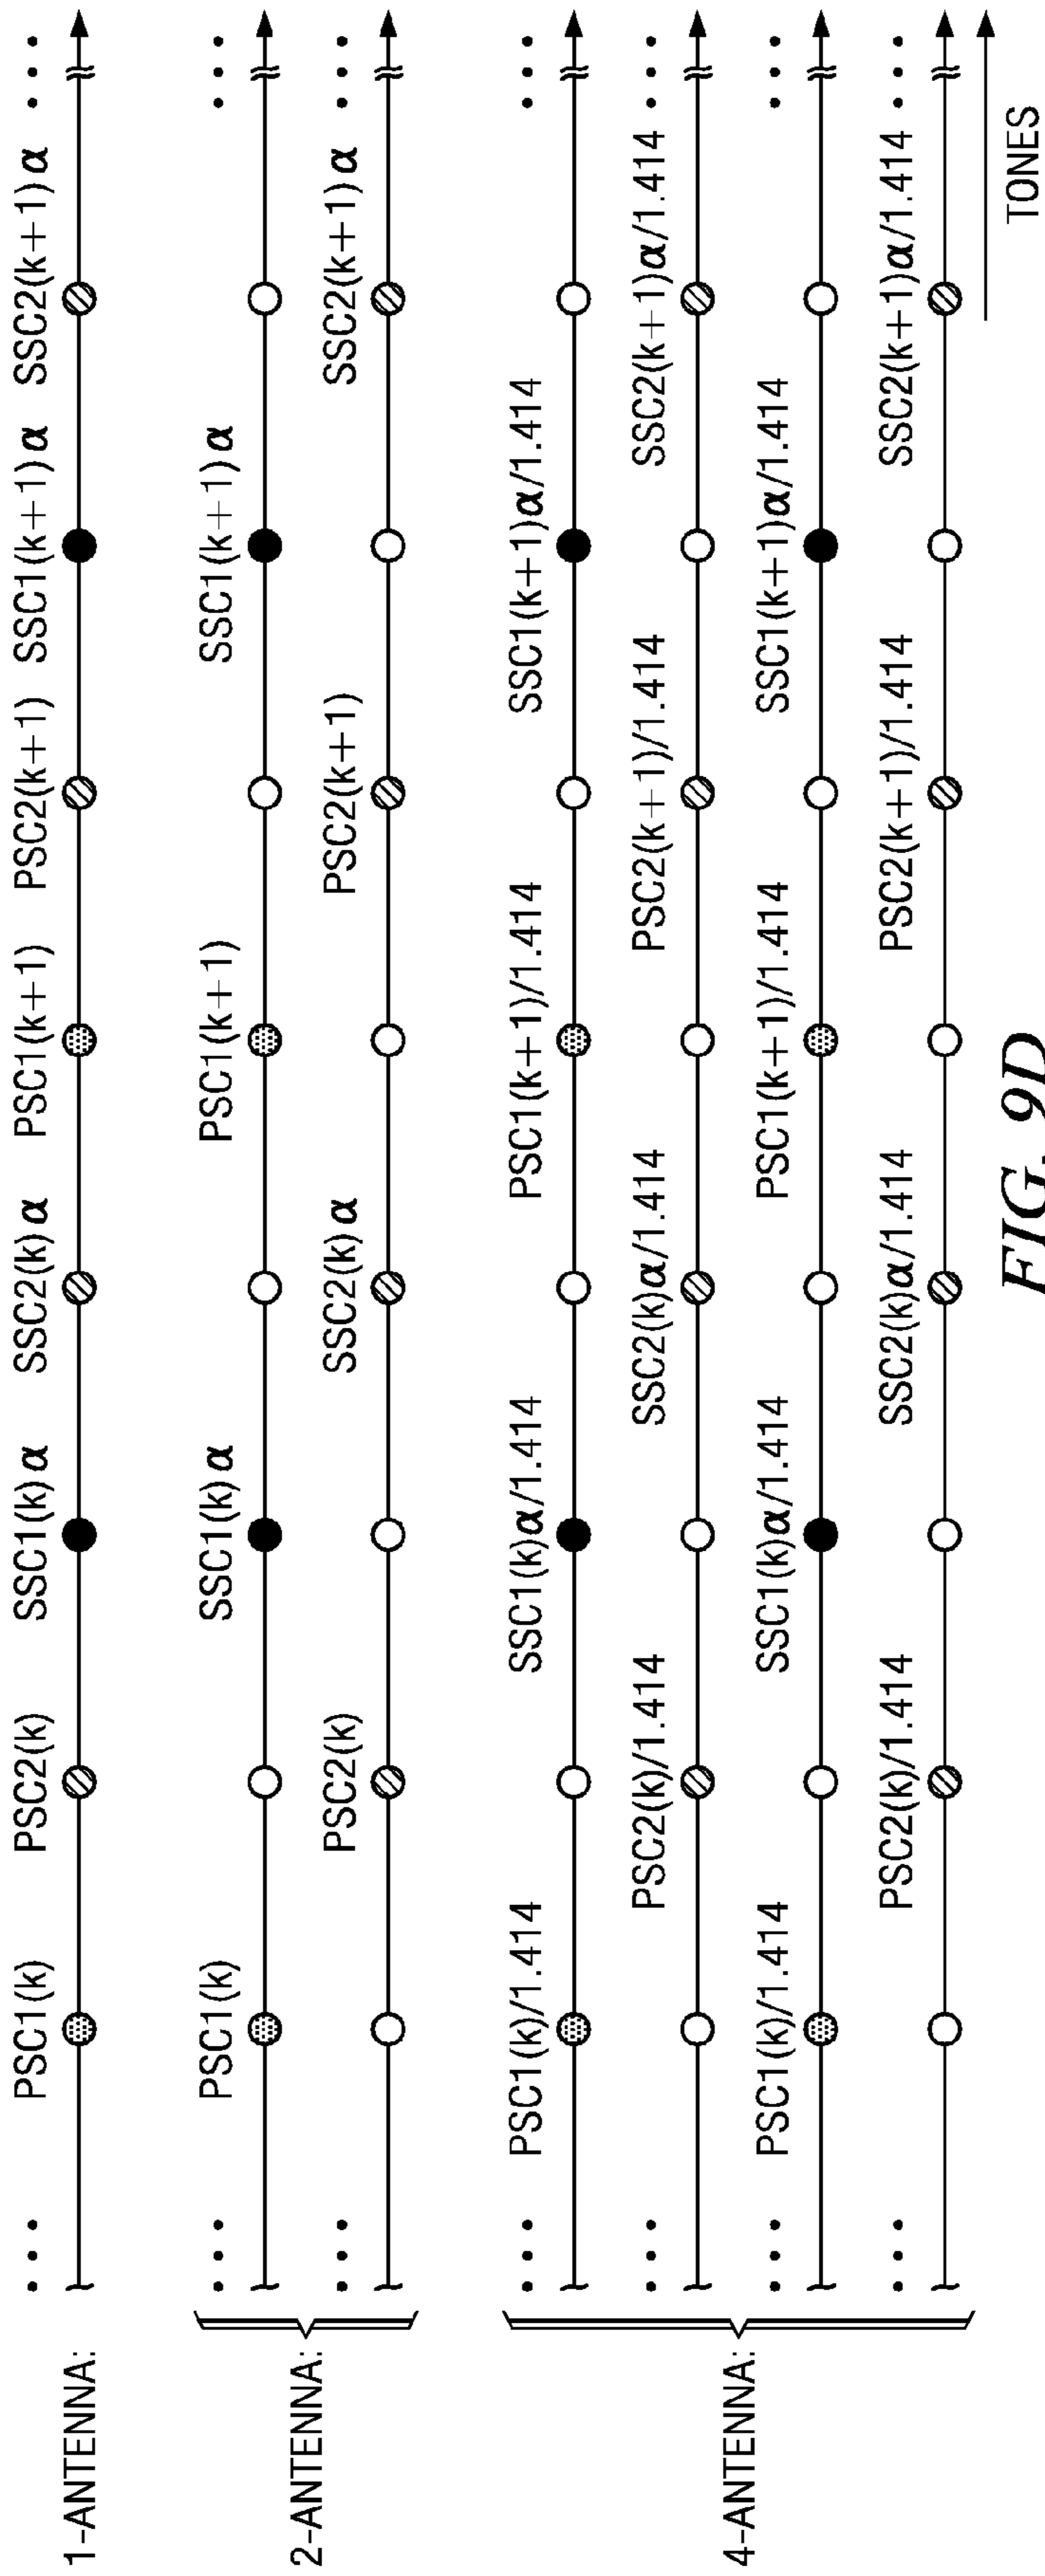 1-ANTENNA:
... PSC1(k) PSC2(k) SSC1(k)α SSC2(k)α PSC1(k+1) PSC2(k+1) SSC1(k+1)α SSC2(k+1)α ...
2-ANTENNA:
... PSC1(k) SSC1(k)α PSC1(k+1) SSC1(k+1)α ...
... PSC2(k) SSC2(k)α PSC2(k+1) SSC2(k+1)α ...
4-ANTENNA:
... PSC1(k)/1.414 SSC1(k)α/1.414 PSC1(k+1)/1.414 SSC1(k+1)α/1.414 ...
... PSC2(k)/1.414 SSC2(k)α/1.414 PSC2(k+1)/1.414 SSC2(k+1)α/1.414 ...
... PSC1(k)/1.414 SSC1(k)α/1.414 PSC1(k+1)/1.414 SSC1(k+1)α/1.414 ...
... PSC2(k)/1.414 SSC2(k)α/1.414 PSC2(k+1)/1.414 SSC2(k+1)α/1.414 ...
TONES
FIG. 9D